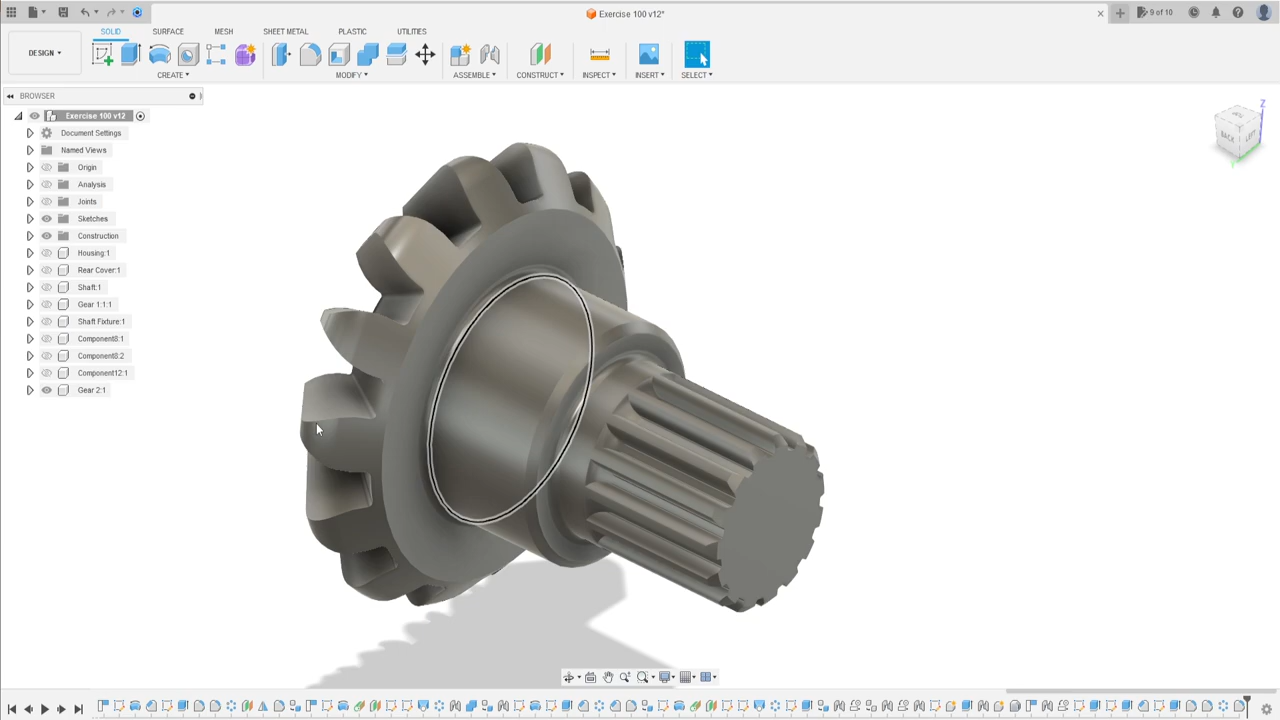 Exercise 100 v12*
9 of 10
DESIGN
SOLID SURFACE MESH SHEET METAL PLASTIC UTILITIES
CREATE MODIFY ASSEMBLE CONSTRUCT INSPECT INSERT SELECT
BROWSER
Exercise 100 v12
Document Settings
Named Views
Origin
Analysis
Joints
Sketches
Construction
Housing:1
Rear Cover:1
Shaft:1
Gear 1:1:1
Shaft Fixture:1
Component8:1
Component8:2
Component12:1
Gear 2:1
Z
BACK LEFT